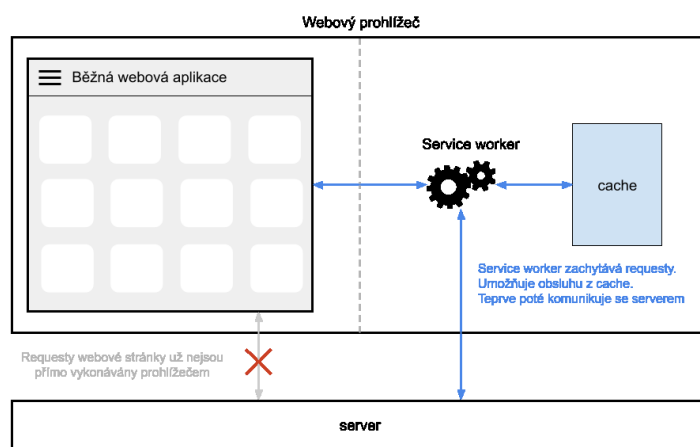 Webový prohlížeč
Běžná webová aplikace
Service worker
cache
Service worker zachytává requesty.
Umožňuje obsluhu z cache.
Teprve poté komunikuje se serverem
Requesty webové stránky už nejsou
přímo vykonávány prohlížečem
server